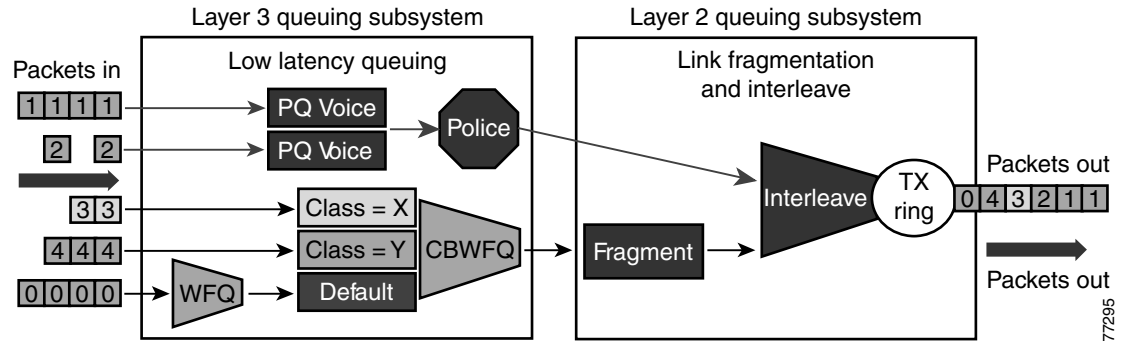 Layer 3 queuing subsystem
Layer 2 queuing subsystem
Packets in
Low latency queuing
Link fragmentation
and interleave
1 1 1 1
PQ Voice
2 2
PQ Voice
Police
3 3
Class = X
4 4 4
Class = Y
CBWFQ
0 0 0 0
WFQ
Default
Fragment
Interleave
TX
ring
Packets out
0 4 3 2 1 1
Packets out
77295